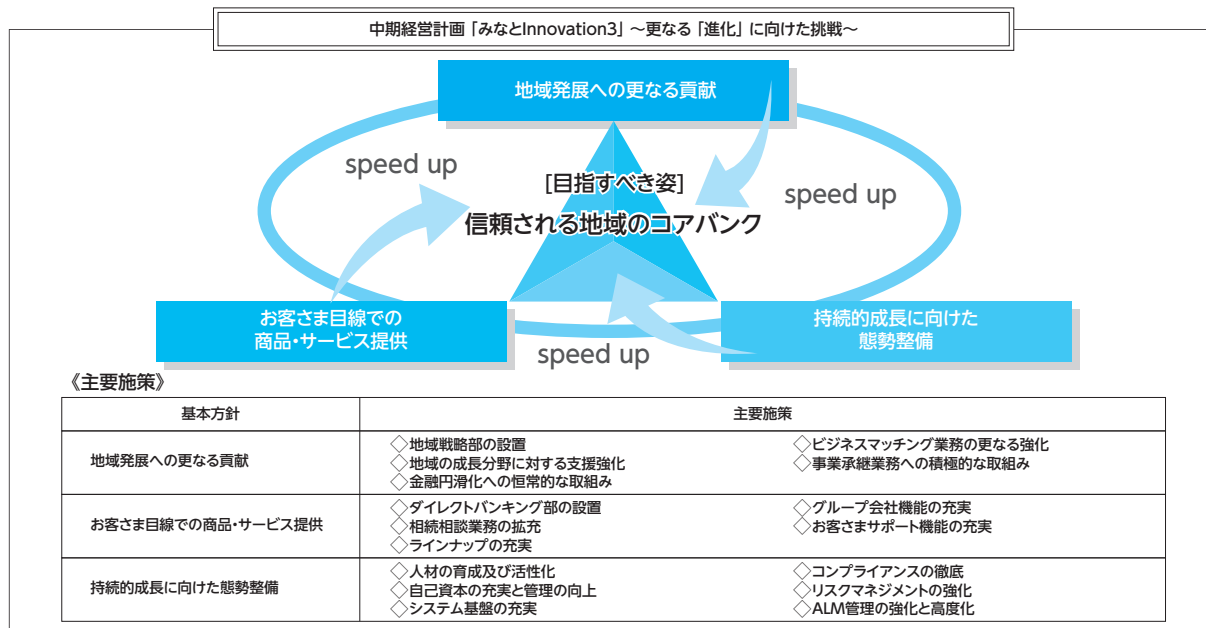 中期経営計画「みなとInnovation3」～更なる「進化」に向けた挑戦～
地域発展への更なる貢献
speed up
[目指すべき姿]
speed up
信頼される地域のコアバンク
お客さま目線での
商品・サービス提供
持続的成長に向けた
態勢整備
speed up
《主要施策》
基本方針
主要施策
地域発展への更なる貢献
◇地域戦略部の設置
◇地域の成長分野に対する支援強化
◇金融円滑化への恒常的な取組み
◇ビジネスマッチング業務の更なる強化
◇事業承継業務への積極的な取組み
お客さま目線での商品・サービス提供
◇ダイレクトバンキング部の設置
◇相続相談業務の拡充
◇ラインナップの充実
◇グループ会社機能の充実
◇お客さまサポート機能の充実
持続的成長に向けた態勢整備
◇人材の育成及び活性化
◇自己資本の充実と管理の向上
◇システム基盤の充実
◇コンプライアンスの徹底
◇リスクマネジメントの強化
◇ALM管理の強化と高度化